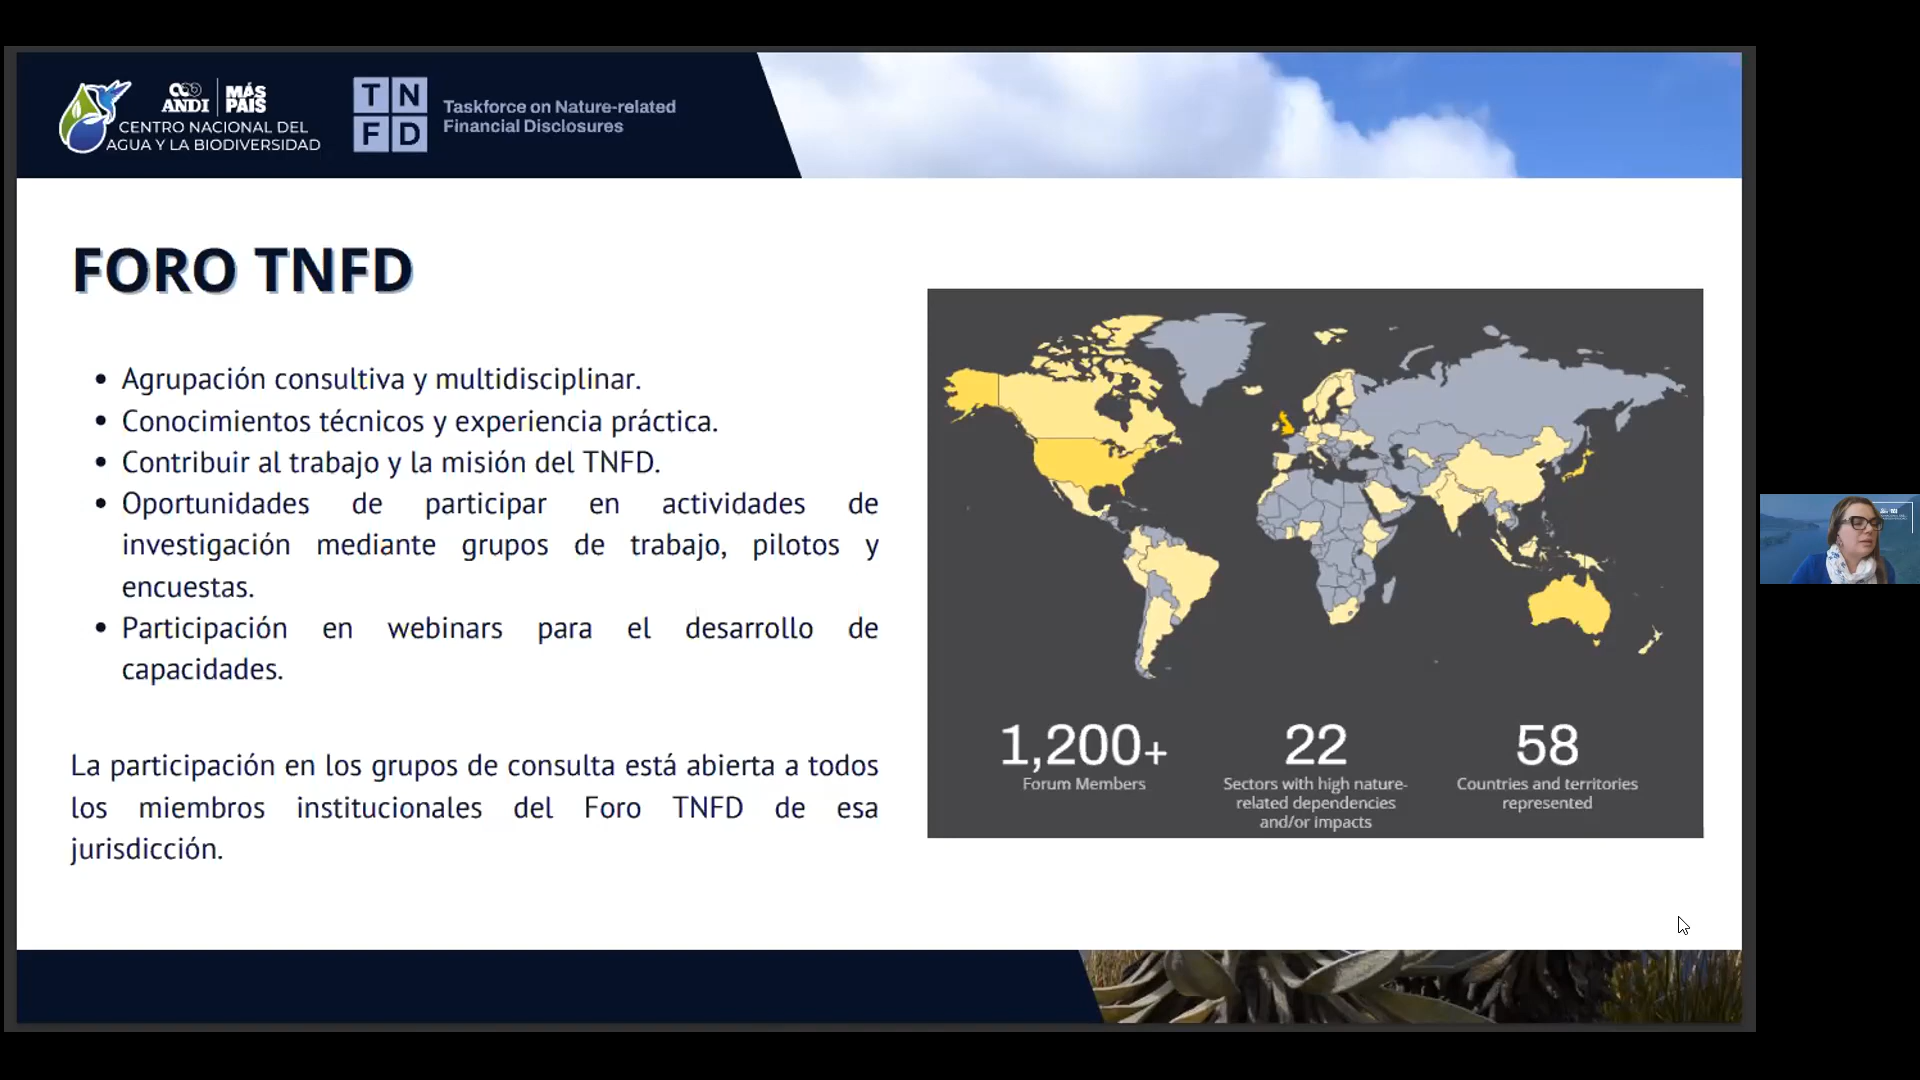 ANDI
MÁS
PAÍS
CENTRO NACIONAL DEL
AGUA Y LA BIODIVERSIDAD
TN
FD
Taskforce on Nature-related
Financial Disclosures
FORO TNFD
• Agrupación consultiva y multidisciplinar.
• Conocimientos técnicos y experiencia práctica.
• Contribuir al trabajo y la misión del TNFD.
• Oportunidades de participar en actividades de
investigación mediante grupos de trabajo, pilotos y
encuestas.
• Participación en webinars para el desarrollo de
capacidades.
La participación en los grupos de consulta está abierta a todos
los miembros institucionales del Foro TNFD de esa
jurisdicción.
1,200+
Forum Members
22
Sectors with high nature-
related dependencies
and/or impacts
58
Countries and territories
represented